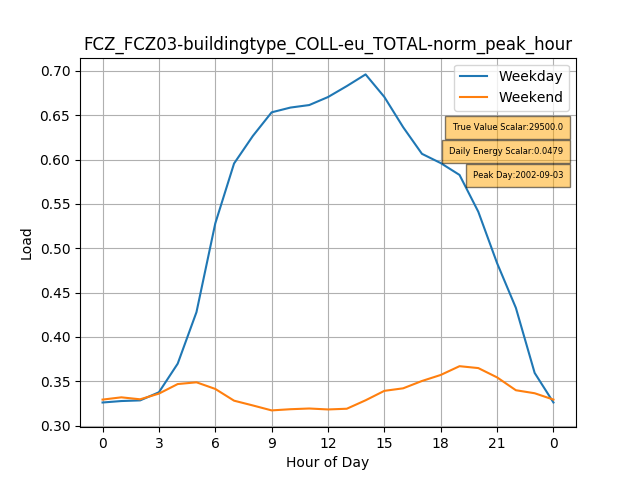 FCZ_FCZ03-buildingtype_COLL-eu_TOTAL-norm_peak_hour
Weekday
Weekend
True Value Scalar:29500.0
Daily Energy Scalar:0.0479
Peak Day:2002-09-03
Load
0.70
0.65
0.60
0.55
0.50
0.45
0.40
0.35
0.30
0 3 6 9 12 15 18 21 0
Hour of Day